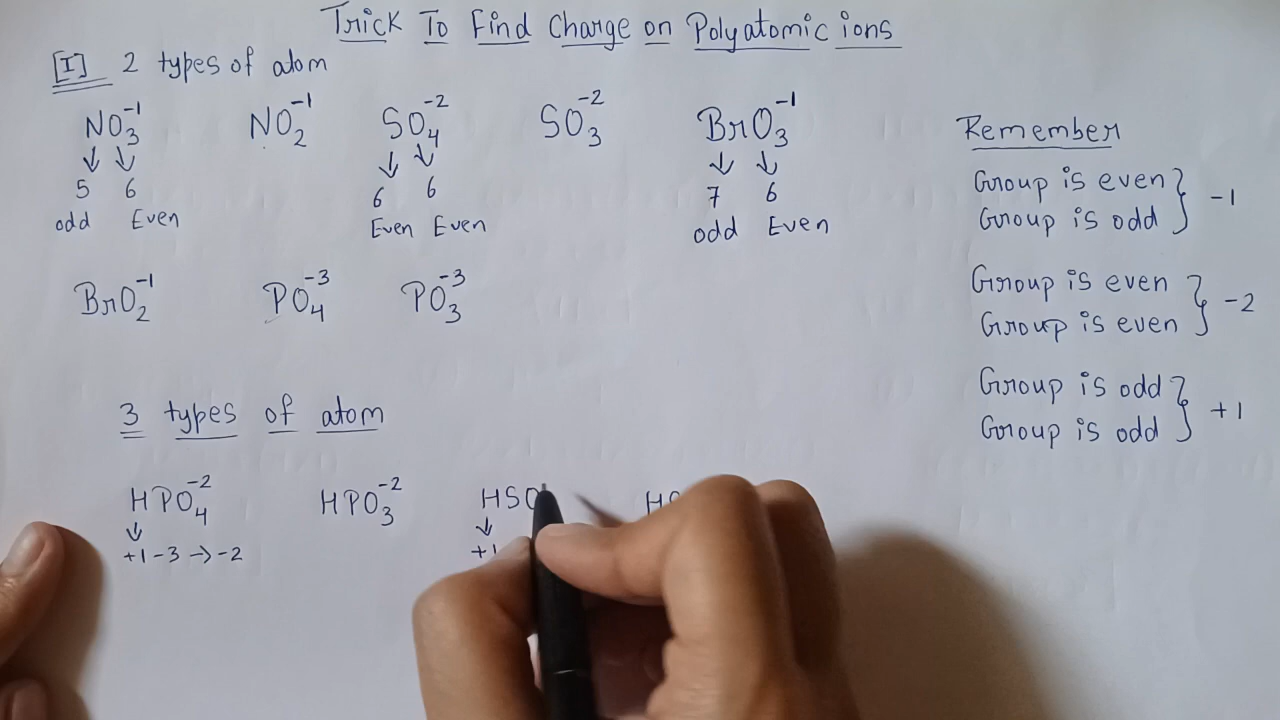 Trick To Find Charge on Polyatomic ions
[I] 2 types of atom
NO₃⁻¹ NO₂⁻¹ SO₄⁻² SO₃⁻² BrO₃⁻¹
↓ ↓ ↓ ↓ ↓ ↓
5 6 6 6 7 6
odd Even Even Even odd Even
BrO₂⁻¹ PO₄⁻³ PO₃⁻³
Remember
Group is even
Group is odd } -1
Group is even
Group is even } -2
Group is odd
Group is odd } +1
3 types of atom
HPO₄⁻² HPO₃⁻² HSO
↓ ↓
+1 -3 → -2 +1